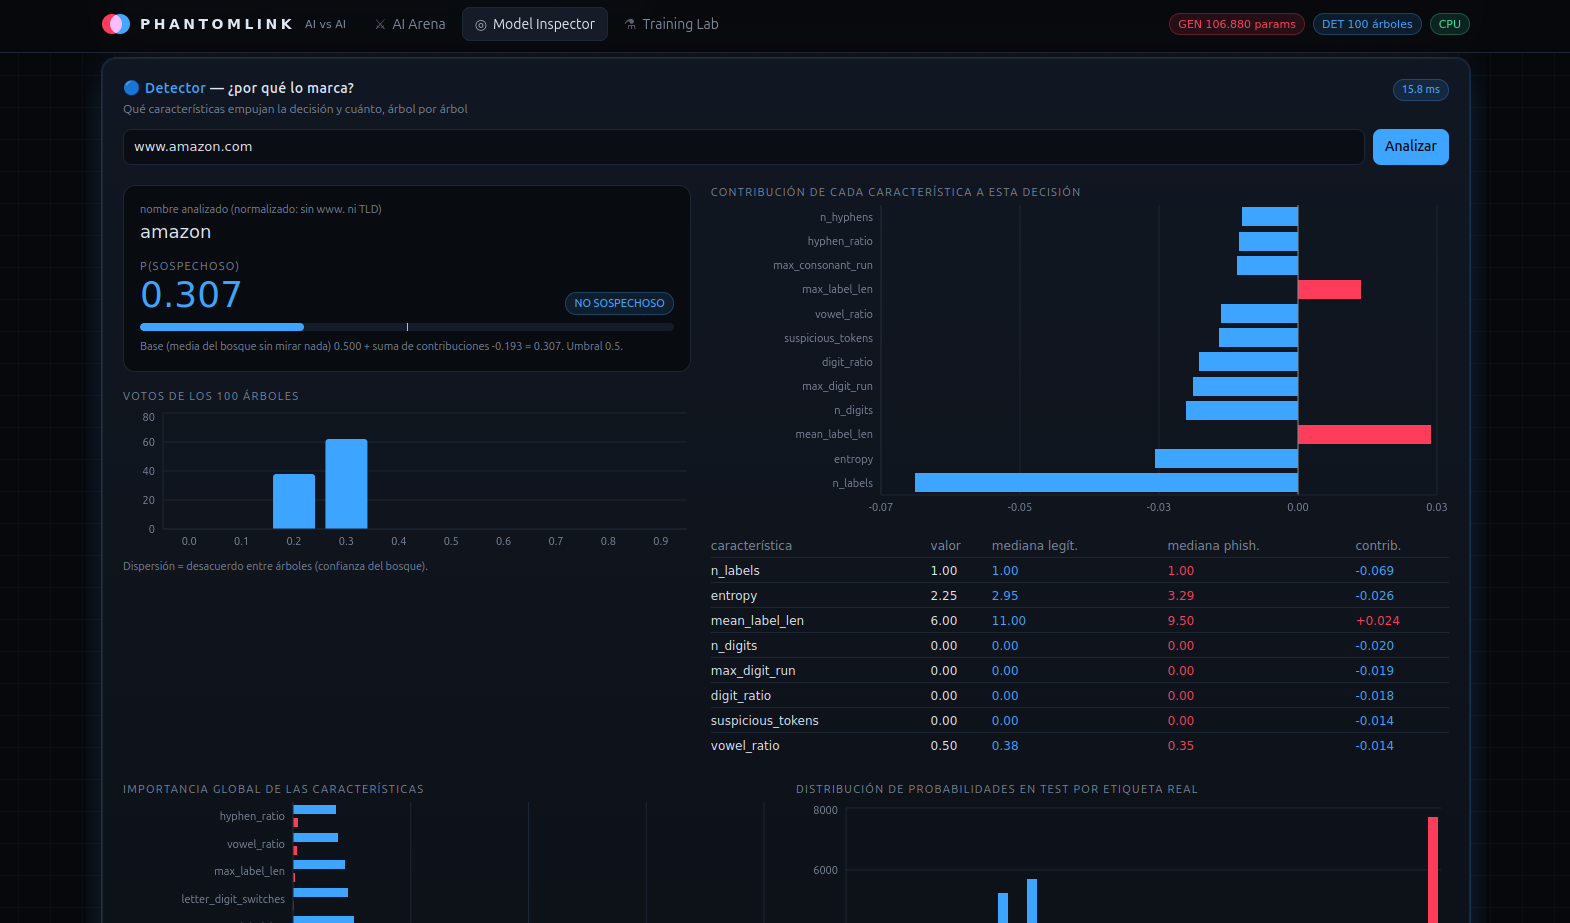 PHANTOMLINK AI vs AI AI Arena Model Inspector Training Lab GEN 106.880 params DET 100 árboles CPU
Detector — ¿por qué lo marca?
15.8 ms
Qué características empujan la decisión y cuánto, árbol por árbol
www.amazon.com Analizar
nombre analizado (normalizado: sin www. ni TLD)
amazon
P(SOSPECHOSO)
0.307
NO SOSPECHOSO
Base (media del bosque sin mirar nada) 0.500 + suma de contribuciones -0.193 = 0.307. Umbral 0.5.
VOTOS DE LOS 100 ÁRBOLES
80
60
40
20
0
0.0 0.1 0.2 0.3 0.4 0.5 0.6 0.7 0.8 0.9
Dispersión = desacuerdo entre árboles (confianza del bosque).
CONTRIBUCIÓN DE CADA CARACTERÍSTICA A ESTA DECISIÓN
n_hyphens
hyphen_ratio
max_consonant_run
max_label_len
vowel_ratio
suspicious_tokens
digit_ratio
max_digit_run
n_digits
mean_label_len
entropy
n_labels
-0.07 -0.05 -0.03 0.00 0.03
característica valor mediana legít. mediana phish. contrib.
n_labels 1.00 1.00 1.00 -0.069
entropy 2.25 2.95 3.29 -0.026
mean_label_len 6.00 11.00 9.50 +0.024
n_digits 0.00 0.00 0.00 -0.020
max_digit_run 0.00 0.00 0.00 -0.019
digit_ratio 0.00 0.00 0.00 -0.018
suspicious_tokens 0.00 0.00 0.00 -0.014
vowel_ratio 0.50 0.38 0.35 -0.014
IMPORTANCIA GLOBAL DE LAS CARACTERÍSTICAS
hyphen_ratio
vowel_ratio
max_label_len
letter_digit_switches
DISTRIBUCIÓN DE PROBABILIDADES EN TEST POR ETIQUETA REAL
8000
6000